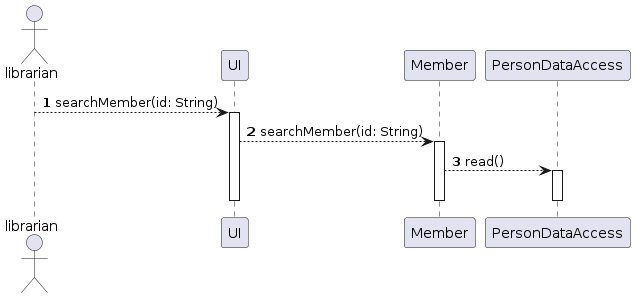 librarian
UI
Member
PersonDataAccess
1 searchMember(id: String)
2 searchMember(id: String)
3 read()
librarian
UI
Member
PersonDataAccess